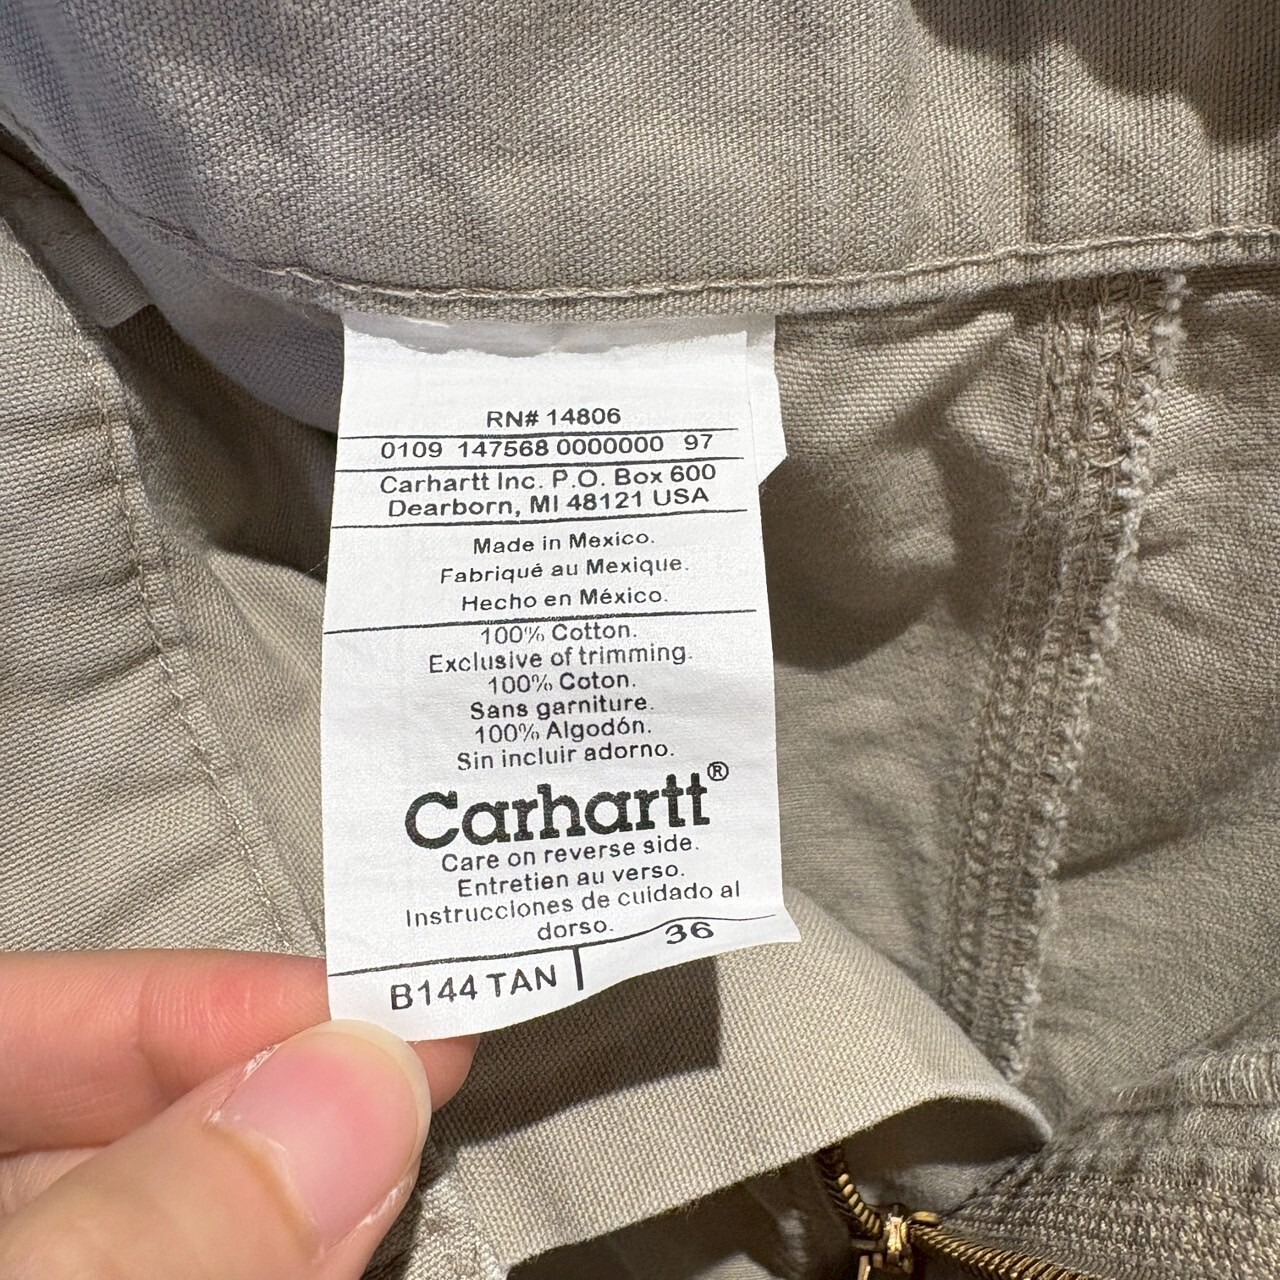 RN# 14806
0109 147568 0000000 97
Carhartt Inc. P.O. Box 600
Dearborn, MI 48121 USA
Made in Mexico.
Fabriqué au Mexique.
Hecho en México.
100% Cotton.
Exclusive of trimming.
100% Coton.
Sans garniture.
100% Algodón.
Sin incluir adorno.
Carhartt®
Care on reverse side.
Entretien au verso.
Instrucciones de cuidado al
dorso.
B144 TAN 36